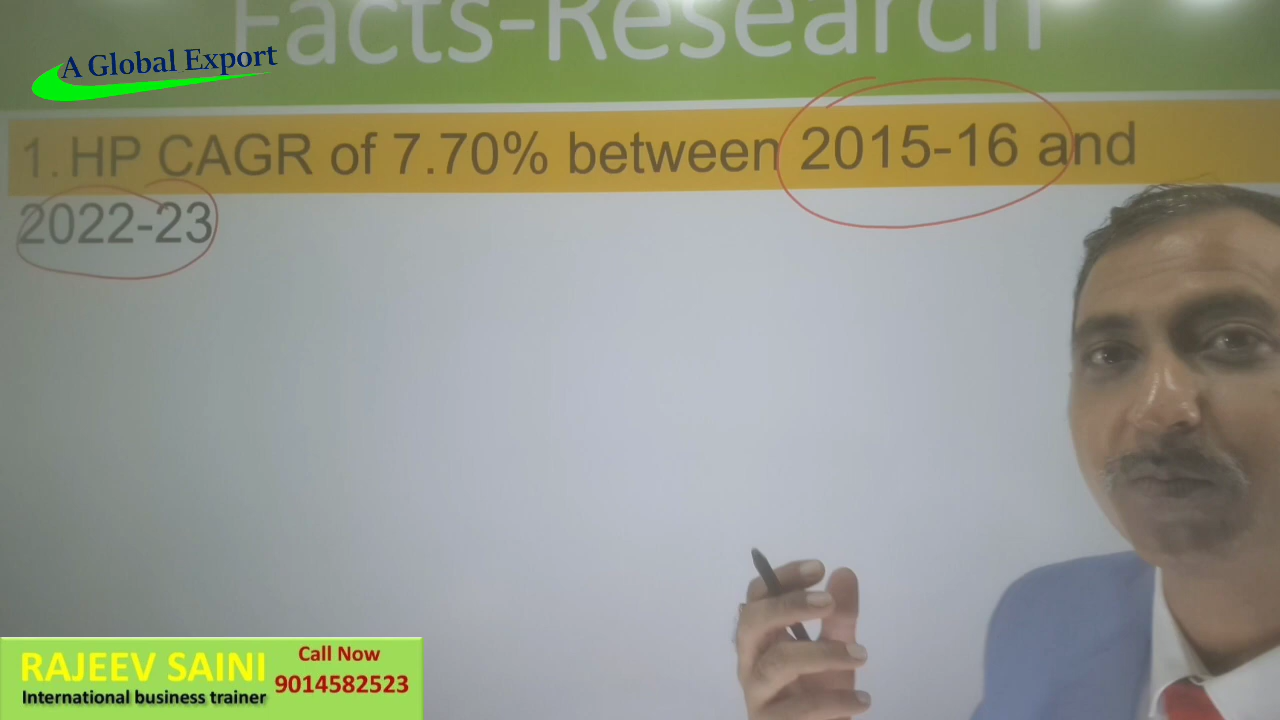 Facts-Research
A Global Export
1. HP CAGR of 7.70% between 2015-16 and
2022-23
RAJEEV SAINI
International business trainer
Call Now
9014582523